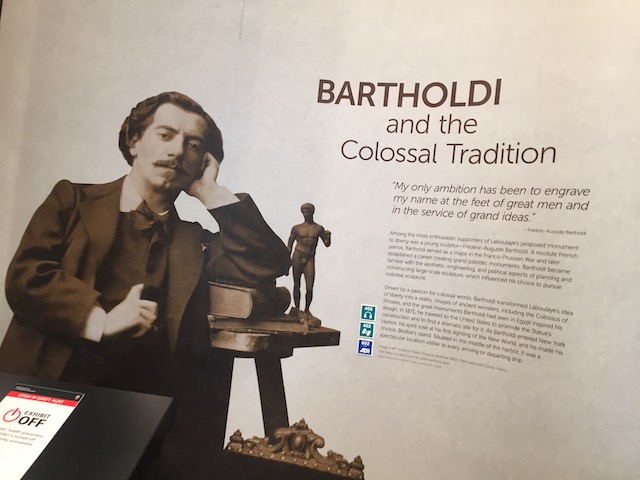 BARTHOLDI
and the
Colossal Tradition
"My only ambition has been to engrave
my name at the feet of great men and
in the service of grand ideas."
—Frédéric-Auguste Bartholdi
Among the most enthusiastic supporters of Laboulaye's proposed monument
to liberty was a young sculptor—Frédéric-Auguste Bartholdi. A resolute French
patriot, Bartholdi served as a major in the Franco-Prussian War and later
established a career creating grand patriotic monuments. Bartholdi became
familiar with the aesthetic, engineering, and political aspects of planning and
constructing large-scale sculpture, which influenced his choice to pursue
colossal sculpture.
Driven by a passion for colossal works, Bartholdi transformed Laboulaye's idea
of liberty into a reality. Images of ancient wonders, including the Colossus of
Rhodes, and the great monuments Bartholdi had seen in Egypt inspired his
design. In 1871, he traveled to the United States to promote the Statue's
construction and to find a dramatic site for it. As Bartholdi entered New York
Harbor, his spirit rose at his first sighting of the New World, and he made his
choice: Bedloe's Island. Situated in the middle of the harbor, it was a
spectacular location visible to every arriving or departing ship.
402
402
402
AD
COVID-19 SAFETY ALERT
EXHIBIT
OFF